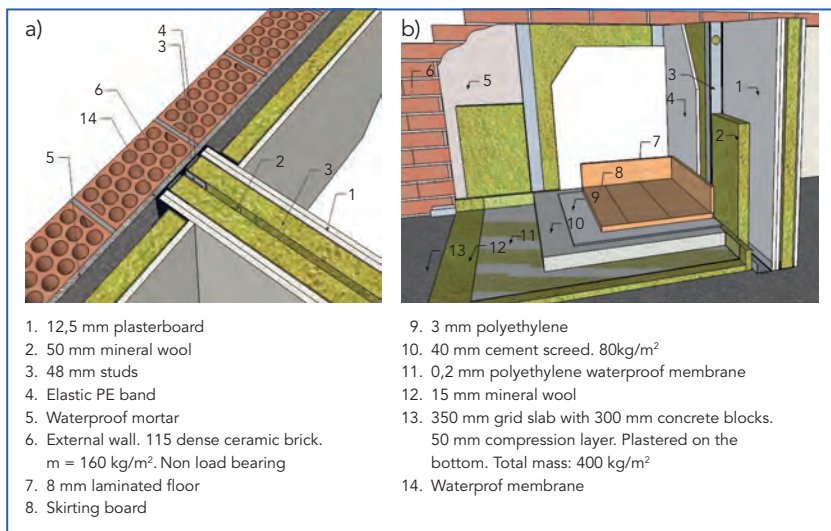 a)
4
3
6
14
5
2
3
1
b)
6
5
3
4
1
2
7
8
9
10
11
12
13
1. 12,5 mm plasterboard
2. 50 mm mineral wool
3. 48 mm studs
4. Elastic PE band
5. Waterproof mortar
6. External wall. 115 dense ceramic brick.
m = 160 kg/m². Non load bearing
7. 8 mm laminated floor
8. Skirting board
9. 3 mm polyethylene
10. 40 mm cement screed. 80kg/m²
11. 0,2 mm polyethylene waterproof membrane
12. 15 mm mineral wool
13. 350 mm grid slab with 300 mm concrete blocks.
50 mm compression layer. Plastered on the
bottom. Total mass: 400 kg/m²
14. Waterprof membrane